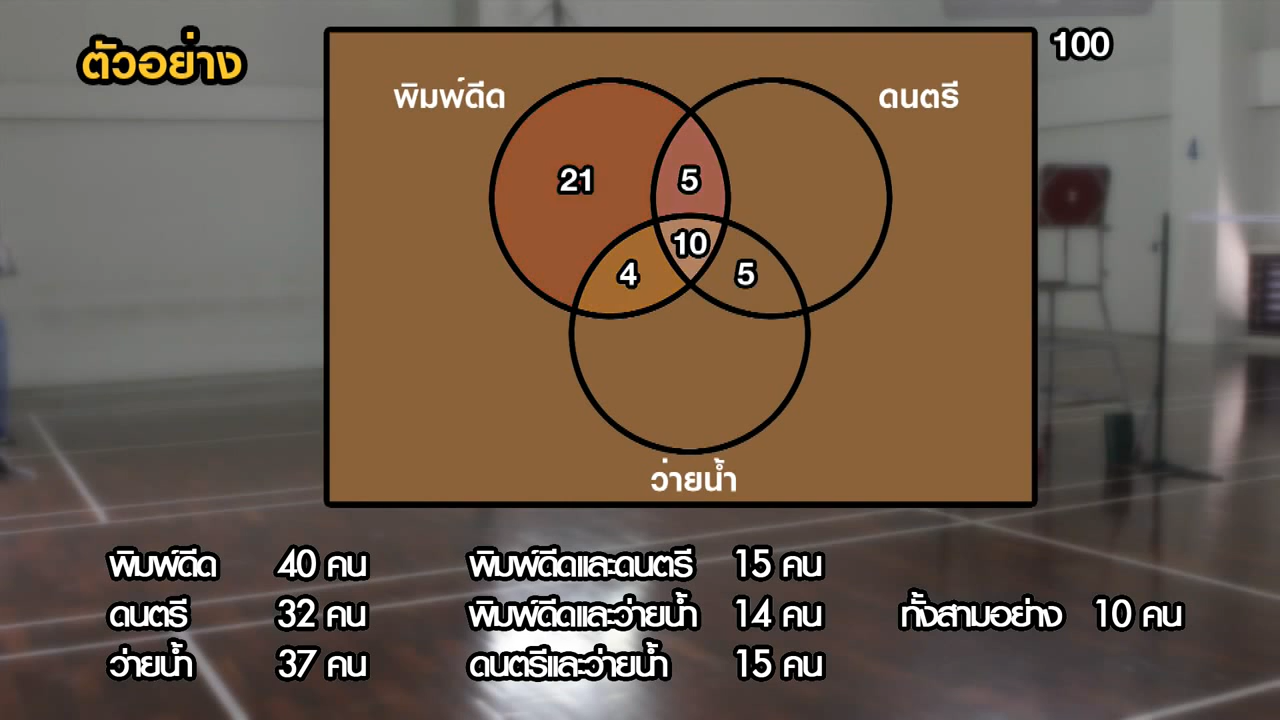 ตัวอย่าง
100
พิมพ์ดีด
ดนตรี
21
5
10
4
5
ว่ายน้ำ
พิมพ์ดีด 40 คน พิมพ์ดีดและดนตรี 15 คน
ดนตรี 32 คน พิมพ์ดีดและว่ายน้ำ 14 คน ทั้งสามอย่าง 10 คน
ว่ายน้ำ 37 คน ดนตรีและว่ายน้ำ 15 คน
4